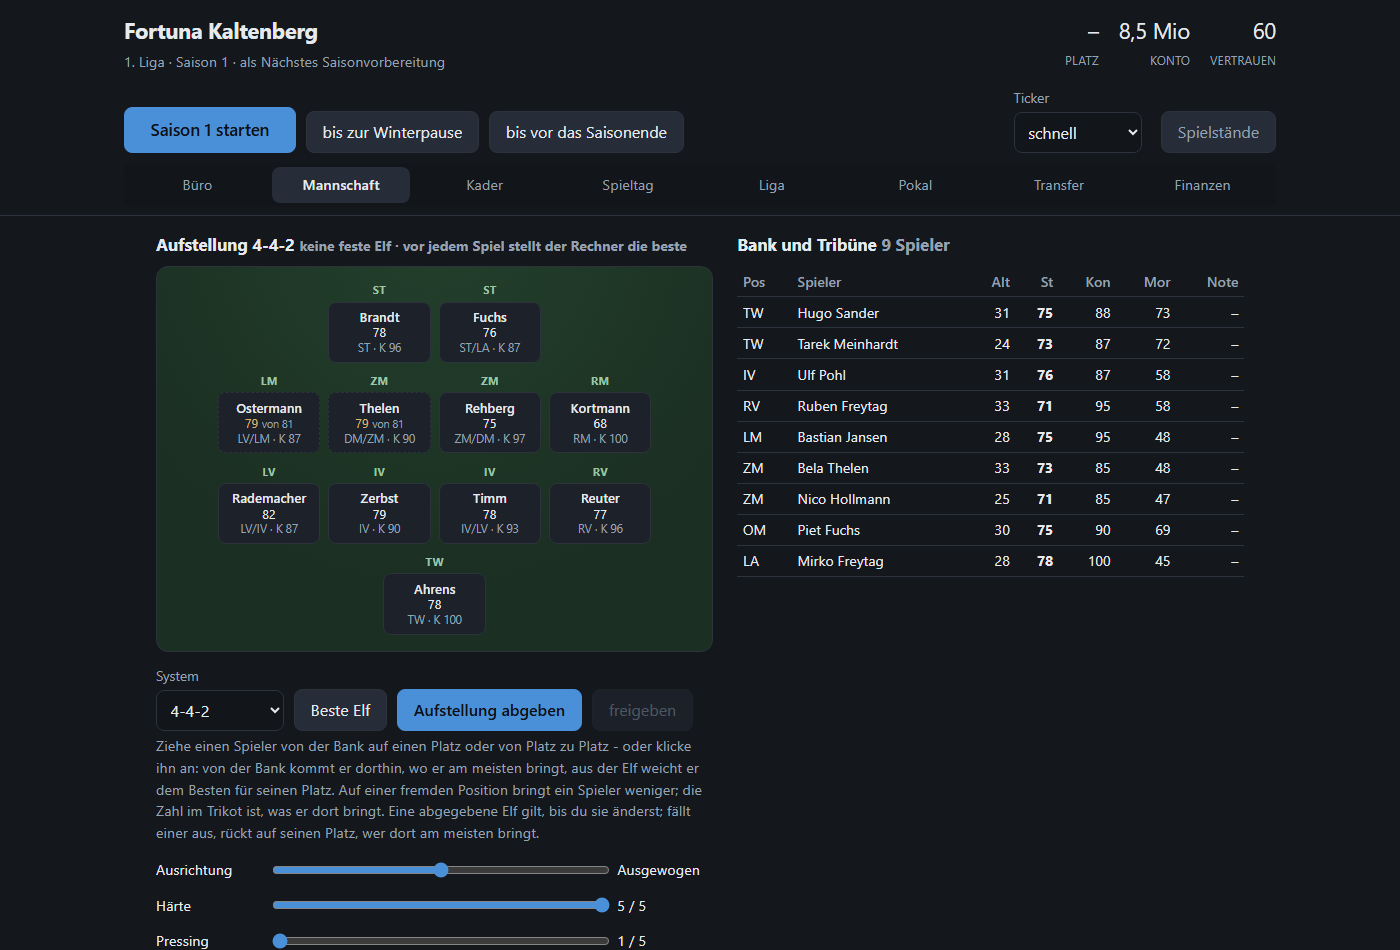 Fortuna Kaltenberg
1. Liga · Saison 1 · als Nächstes Saisonvorbereitung
– 8,5 Mio 60
PLATZ KONTO VERTRAUEN
Ticker
Saison 1 starten bis zur Winterpause bis vor das Saisonende schnell Spielstände
Büro Mannschaft Kader Spieltag Liga Pokal Transfer Finanzen
Aufstellung 4-4-2 keine feste Elf · vor jedem Spiel stellt der Rechner die beste
ST ST
Brandt Fuchs
78 76
ST · K 96 ST/LA · K 87
LM ZM ZM RM
Ostermann Thelen Rehberg Kortmann
79 von 81 79 von 81 75 68
LV/LM · K 87 DM/ZM · K 90 ZM/DM · K 97 RM · K 100
LV IV IV RV
Rademacher Zerbst Timm Reuter
82 79 78 77
LV/IV · K 87 IV · K 90 IV/LV · K 93 RV · K 96
TW
Ahrens
78
TW · K 100
System
4-4-2 Beste Elf Aufstellung abgeben freigeben
Ziehe einen Spieler von der Bank auf einen Platz oder von Platz zu Platz - oder klicke
ihn an: von der Bank kommt er dorthin, wo er am meisten bringt, aus der Elf weicht er
dem Besten für seinen Platz. Auf einer fremden Position bringt ein Spieler weniger; die
Zahl im Trikot ist, was er dort bringt. Eine abgegebene Elf gilt, bis du sie änderst; fällt
einer aus, rückt auf seinen Platz, wer dort am meisten bringt.
Ausrichtung Ausgewogen
Härte 5 / 5
Pressing 1 / 5
Bank und Tribüne 9 Spieler
Pos Spieler Alt St Kon Mor Note
TW Hugo Sander 31 75 88 73 –
TW Tarek Meinhardt 24 73 87 72 –
IV Ulf Pohl 31 76 87 58 –
RV Ruben Freytag 33 71 95 58 –
LM Bastian Jansen 28 75 95 48 –
ZM Bela Thelen 33 73 85 48 –
ZM Nico Hollmann 25 71 85 47 –
OM Piet Fuchs 30 75 90 69 –
LA Mirko Freytag 28 78 100 45 –